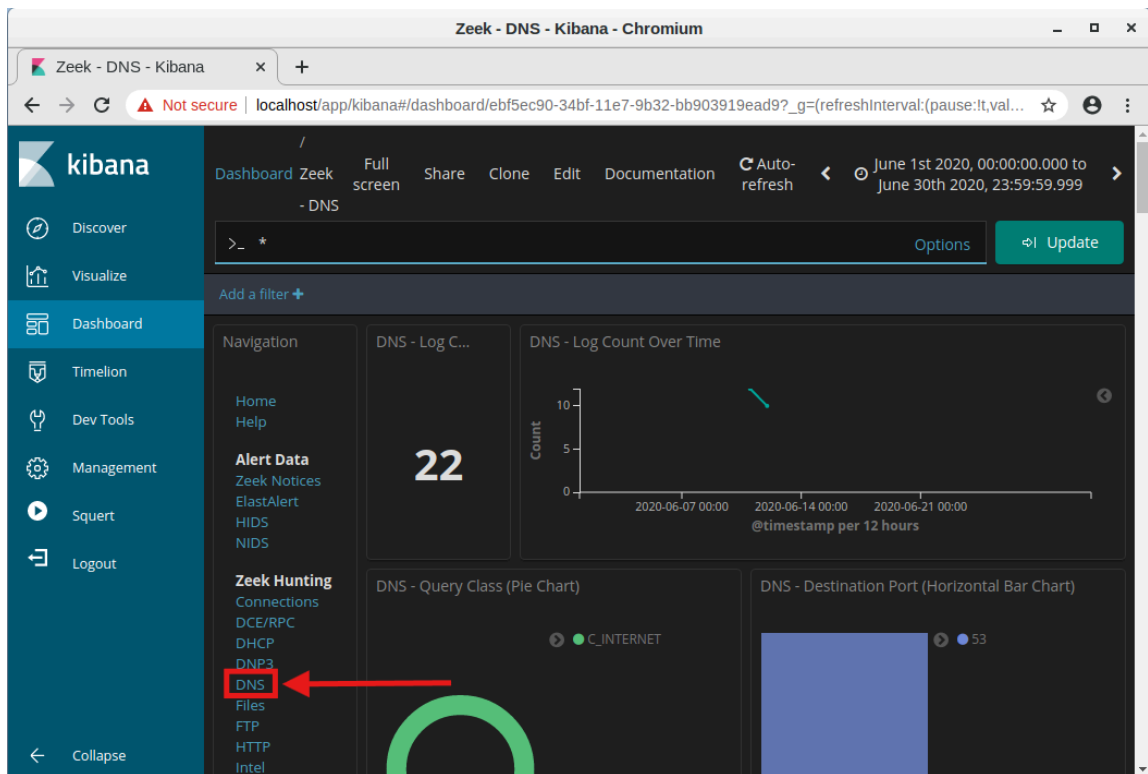 Zeek - DNS - Kibana - Chromium
Zeek - DNS - Kibana
Not secure | localhost/app/kibana#/dashboard/ebf5ec90-34bf-11e7-9b32-bb903919ead9?_g=(refreshInterval:(pause:!t,val...
kibana
Discover
Visualize
Dashboard
Timelion
Dev Tools
Management
Squert
Logout
Collapse
Dashboard / Zeek - DNS
Full screen
Share
Clone
Edit
Documentation
Auto-refresh
June 1st 2020, 00:00:00.000 to
June 30th 2020, 23:59:59.999
>_ *
Options
Update
Add a filter +
Navigation
Home
Help
Alert Data
Zeek Notices
ElastAlert
HIDS
NIDS
Zeek Hunting
Connections
DCE/RPC
DHCP
DNP3
DNS
Files
FTP
HTTP
Intel
DNS - Log C...
22
DNS - Log Count Over Time
Count
10
5
0
2020-06-07 00:00
2020-06-14 00:00
2020-06-21 00:00
@timestamp per 12 hours
DNS - Query Class (Pie Chart)
C_INTERNET
DNS - Destination Port (Horizontal Bar Chart)
53